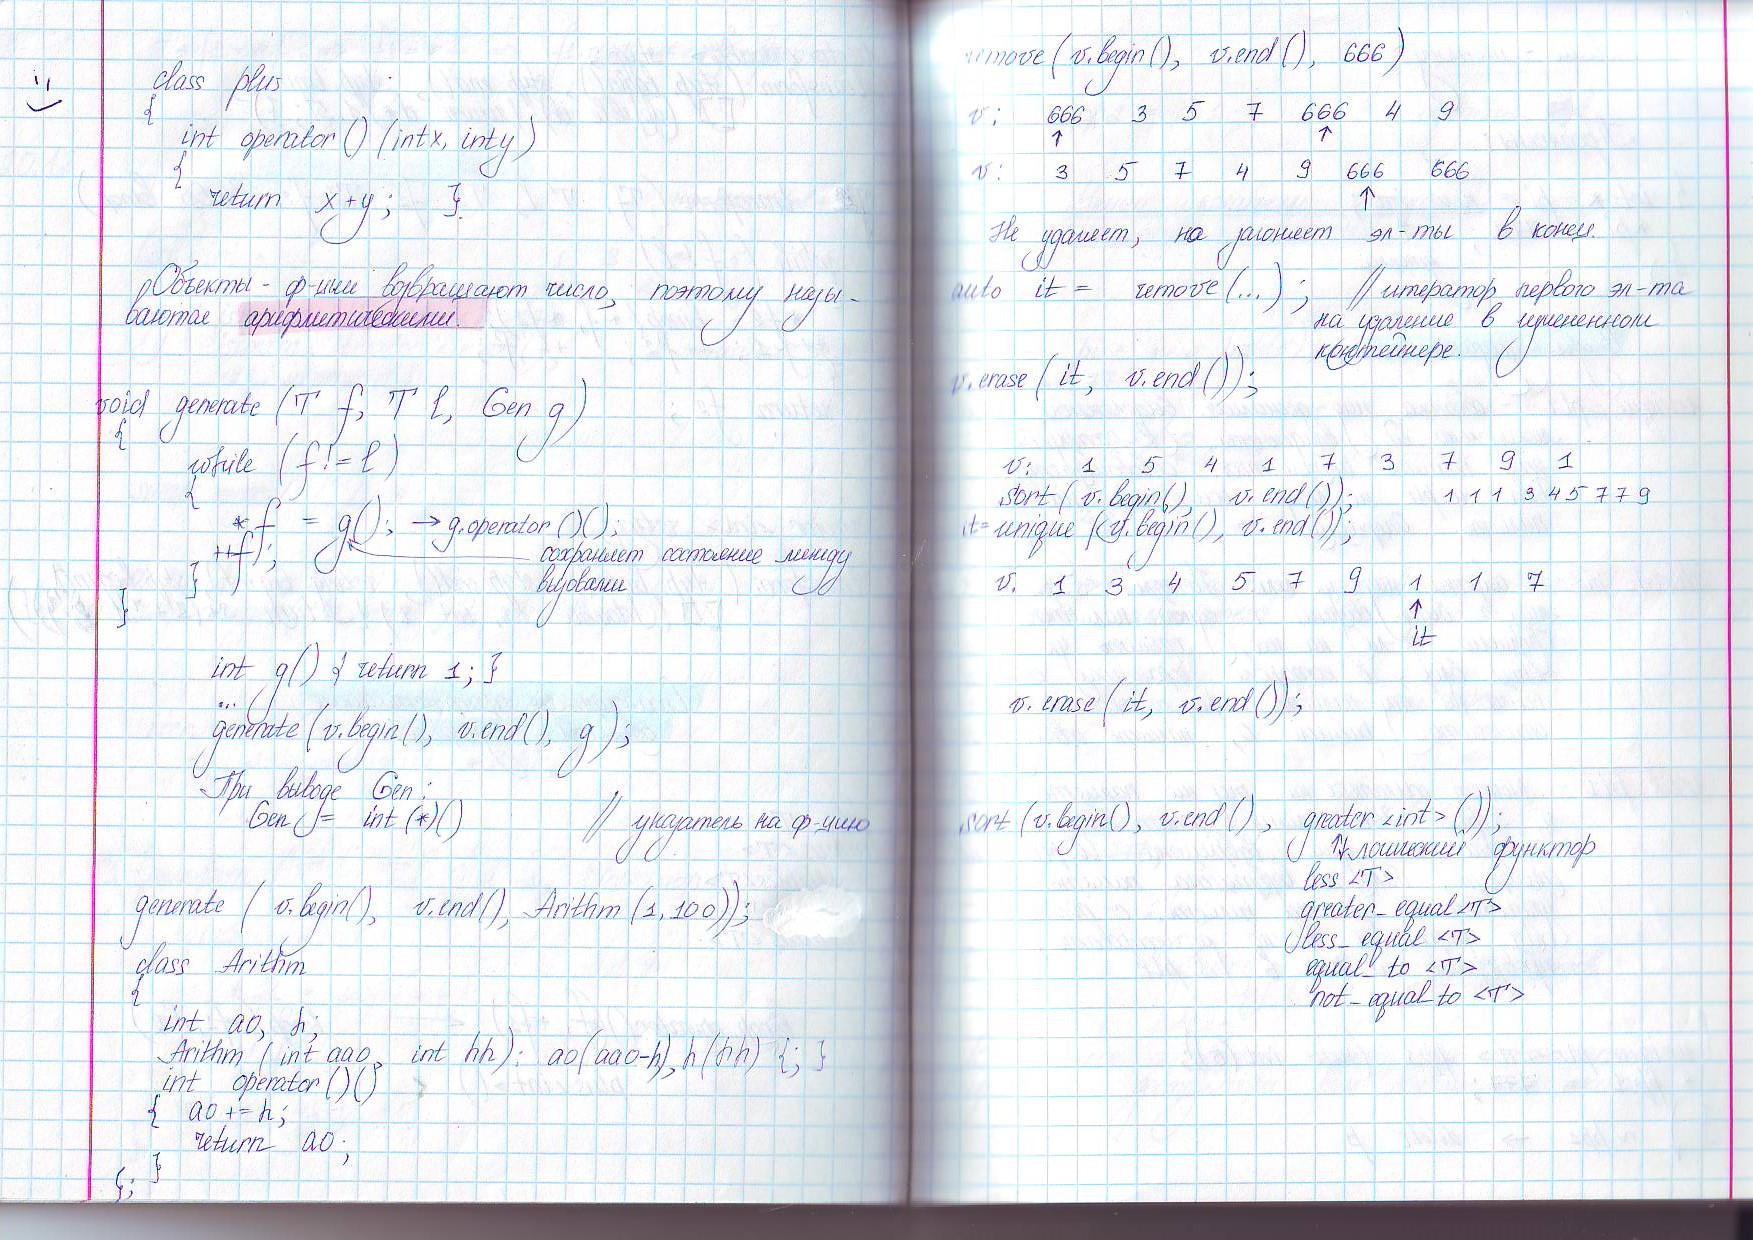 class plus
{
int operator () (int x, int y)
{
return x+y; }
Объекты - ф-ции возвращают число, поэтому назы-
ваются арифметическими.
void generate (T f, T l, Gen g)
{
while (f != l)
{
*f = g(); → g.operator ()();
++f;
сохраняет состояние между
вызовами
}
}
int g() { return 1; }
...
generate (v.begin(), v.end(), g);
При выводе Gen:
Gen = int (*)() // указатель на ф-цию
generate ( v.begin(), v.end(), Arithm (1, 100));
class Arithm
{
int a0, h;
Arithm (int aa0, int hh): a0(aa0-h), h(hh) {; }
int operator ()()
{ a0 += h;
return a0;
}
};
remove (v.begin(), v.end(), 666)
v: 666 3 5 7 666 4 9
↑ ↑
v: 3 5 7 4 9 666 666
↑
Не удаляет, на загоняет эл-ты в конец.
auto it = remove (...); // итератор первого эл-та
на удаление в измененном
контейнере.
v.erase (it, v.end());
v: 1 5 4 1 7 3 7 9 1
sort (v.begin(), v.end()); 1 1 1 3 4 5 7 7 9
it= unique (v.begin(), v.end());
v. 1 3 4 5 7 9 1 1 7
↑
it
v. erase (it, v.end());
sort (v.begin(), v.end(), greater <int> ());
↑ логический функтор
less <T>
greater_equal <T>
less_equal <T>
equal_to <T>
not_equal_to <T>